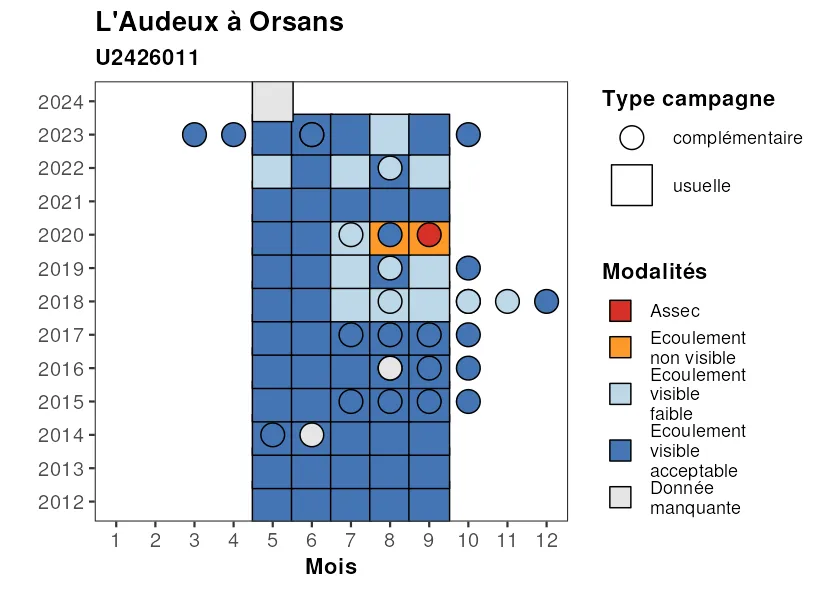 L'Audeux à Orsans
U2426011
2024
2023
2022
2021
2020
2019
2018
2017
2016
2015
2014
2013
2012
1 2 3 4 5 6 7 8 9 10 11 12
Mois
Type campagne
complémentaire
usuelle
Modalités
Assec
Ecoulement
non visible
Ecoulement
visible
faible
Ecoulement
visible
acceptable
Donnée
manquante